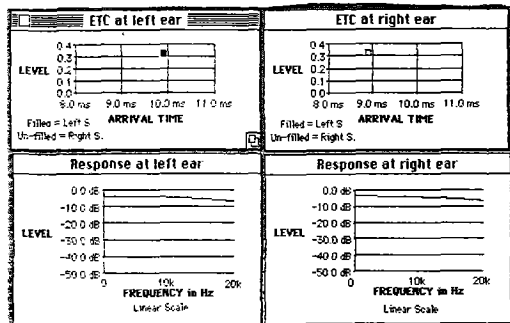 ETC at left ear
0.4
0.3
LEVEL 0.2
0.1
0.0
8.0 ms 9.0 ms 10.0 ms 11.0 ms
ARRIVAL TIME
Filled = Left S.
Un-filled = Right S.
ETC at right ear
0.4
0.3
LEVEL 0.2
0.1
0.0
8.0 ms 9.0 ms 10.0 ms 11.0 ms
ARRIVAL TIME
Filled = Left S.
Un-filled = Right S.
Response at left ear
0.0 dB
-10.0 dB
-20.0 dB
LEVEL
-30.0 dB
-40.0 dB
-50.0 dB
0 10k 20k
FREQUENCY in Hz
Linear Scale
Response at right ear
0.0 dB
-10.0 dB
-20.0 dB
LEVEL
-30.0 dB
-40.0 dB
-50.0 dB
0 10k 20k
FREQUENCY in Hz
Linear Scale